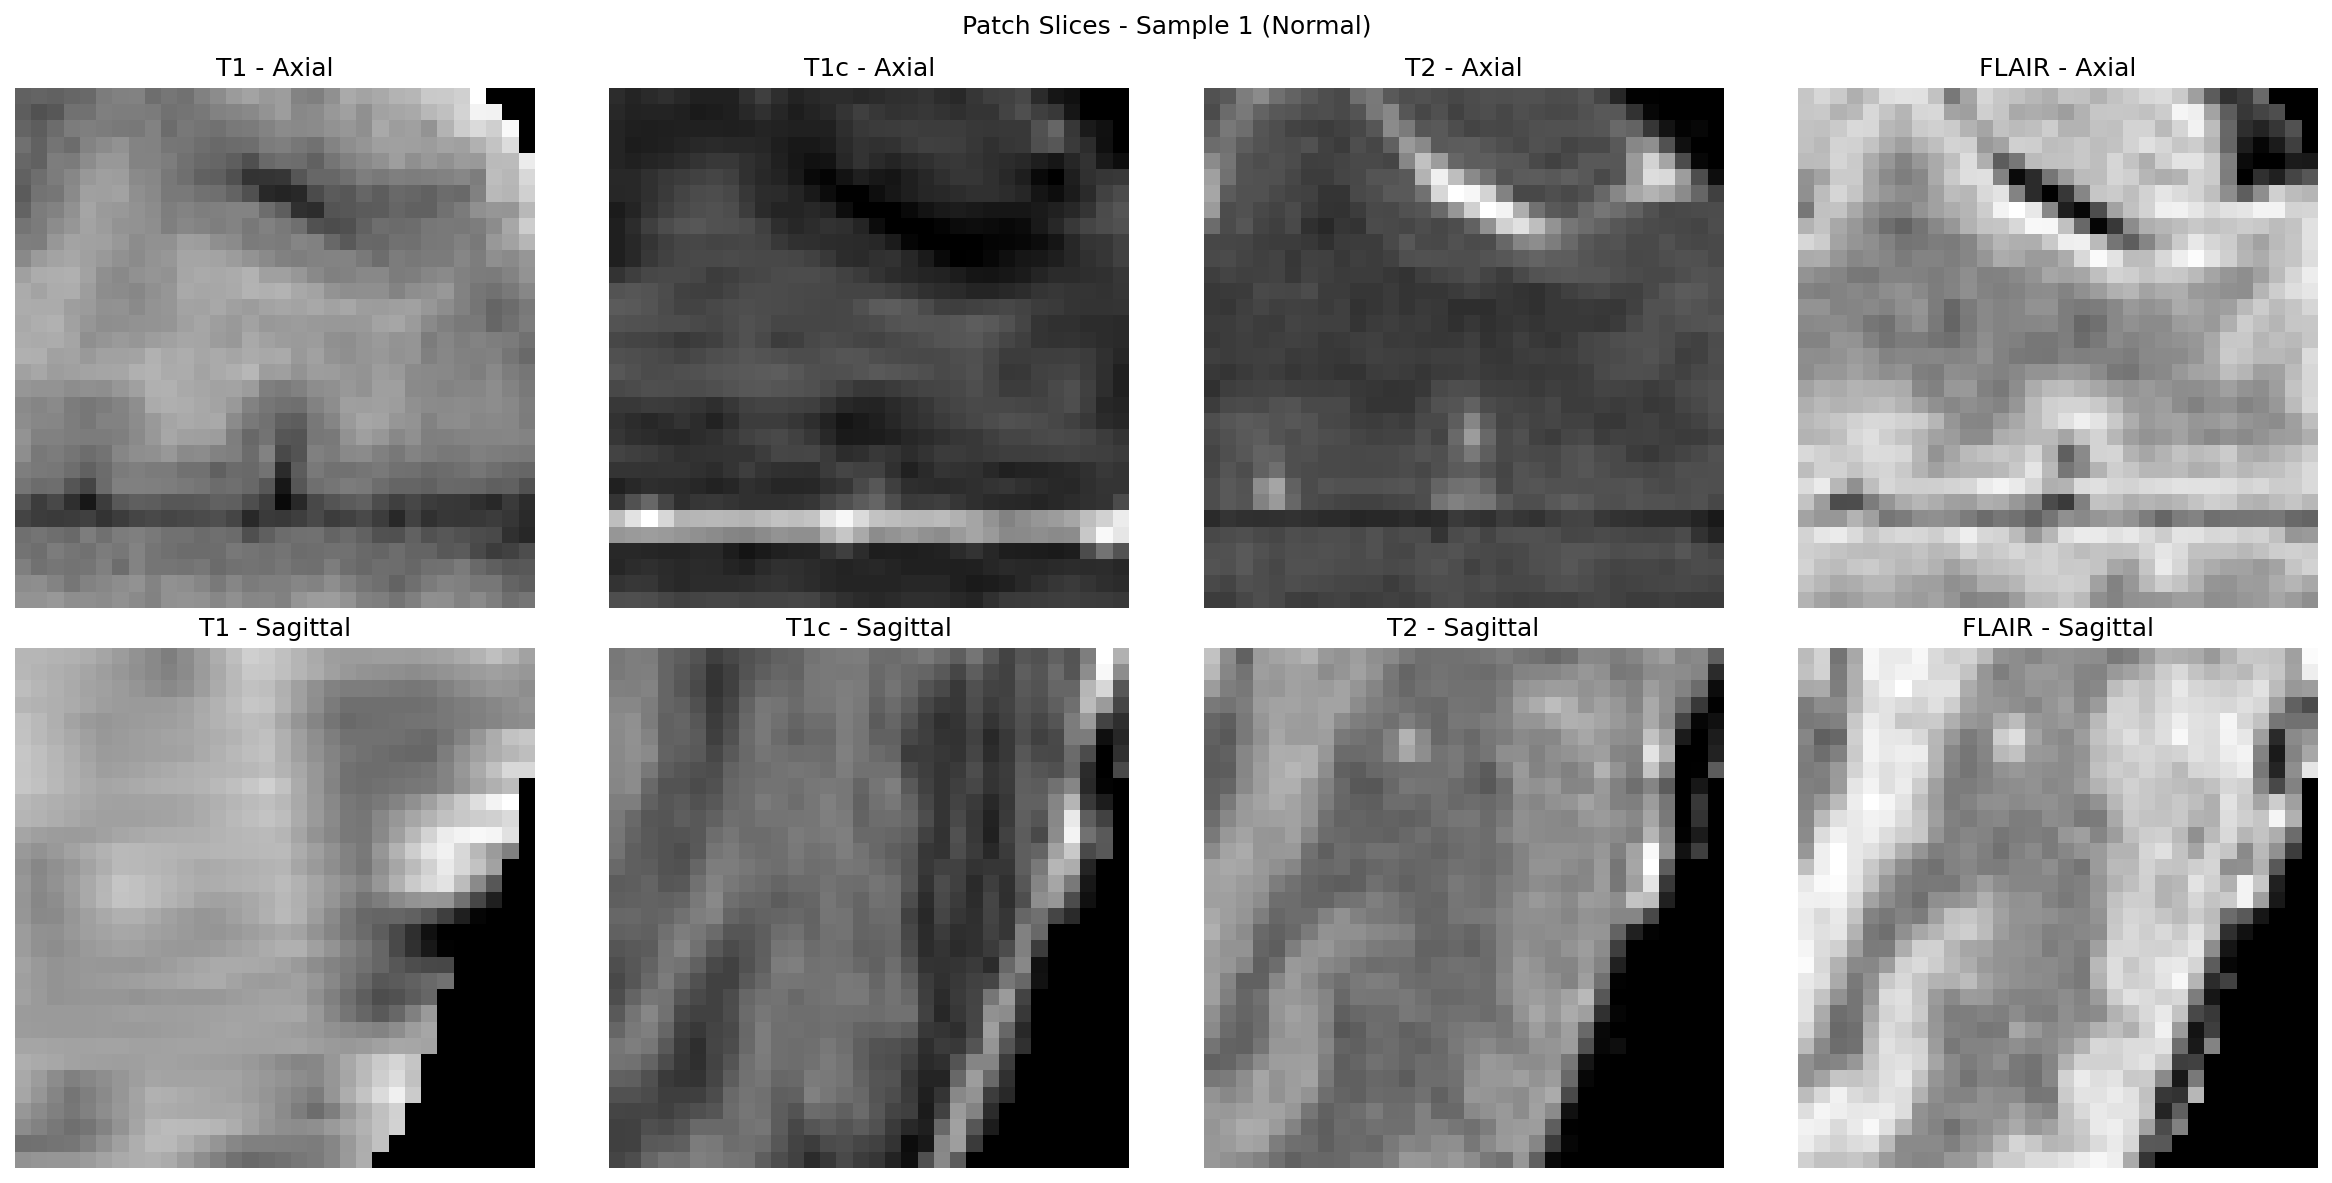 Patch Slices - Sample 1 (Normal)
T1 - Axial
T1c - Axial
T2 - Axial
FLAIR - Axial
T1 - Sagittal
T1c - Sagittal
T2 - Sagittal
FLAIR - Sagittal